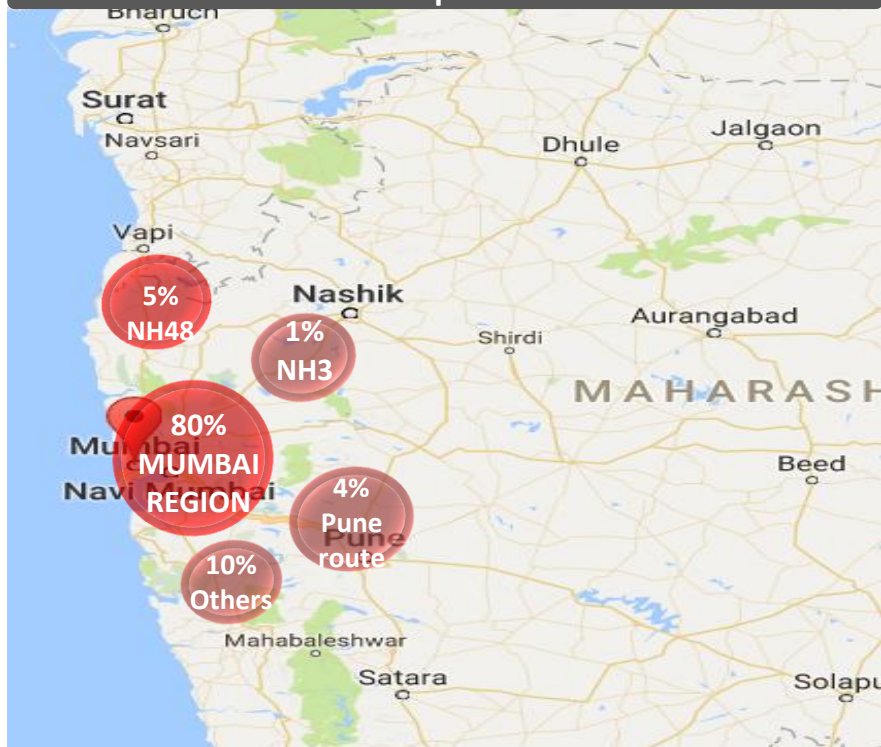 Bharuch
Surat
Navsari
Dhule
Jalgaon
Vapi
5%
NH48
Nashik
1%
NH3
Shirdi
Aurangabad
MAHARASH
80%
MUMBAI
REGION
Mumbai
Navi Mumbai
Beed
4%
Pune
route
Pune
10%
Others
Mahabaleshwar
Satara
Solapu